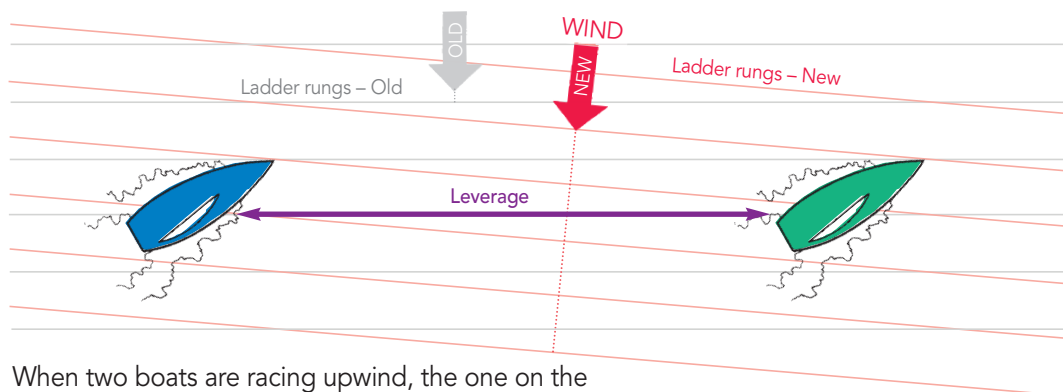 WIND
OLD
NEW
Ladder rungs – New
Ladder rungs – Old
Leverage
When two boats are racing upwind, the one on the